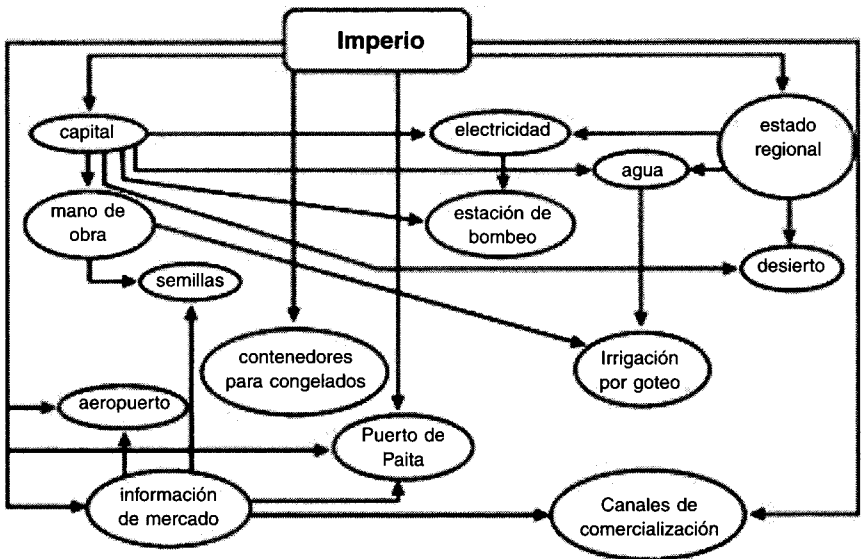 Imperio
capital
electricidad
estado
regional
agua
mano de
obra
estación de
bombeo
semillas
desierto
contenedores
para congelados
Irrigación
por goteo
aeropuerto
Puerto de
Paita
información
de mercado
Canales de
comercialización